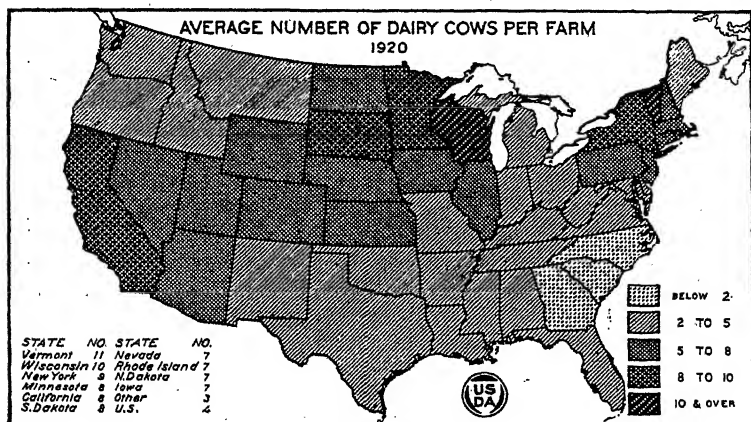 AVERAGE NUMBER OF DAIRY COWS PER FARM
1920
BELOW 2
2 TO 5
5 TO 8
8 TO 10
10 & OVER
STATE NO. STATE NO.
Vermont 11 Nevada 7
Wisconsin 10 Rhode Island 7
New York 9 N.Dakota 7
Minnesota 8 Iowa 7
California 8 Other 3
S.Dakota 8 U.S. 4
US
DA